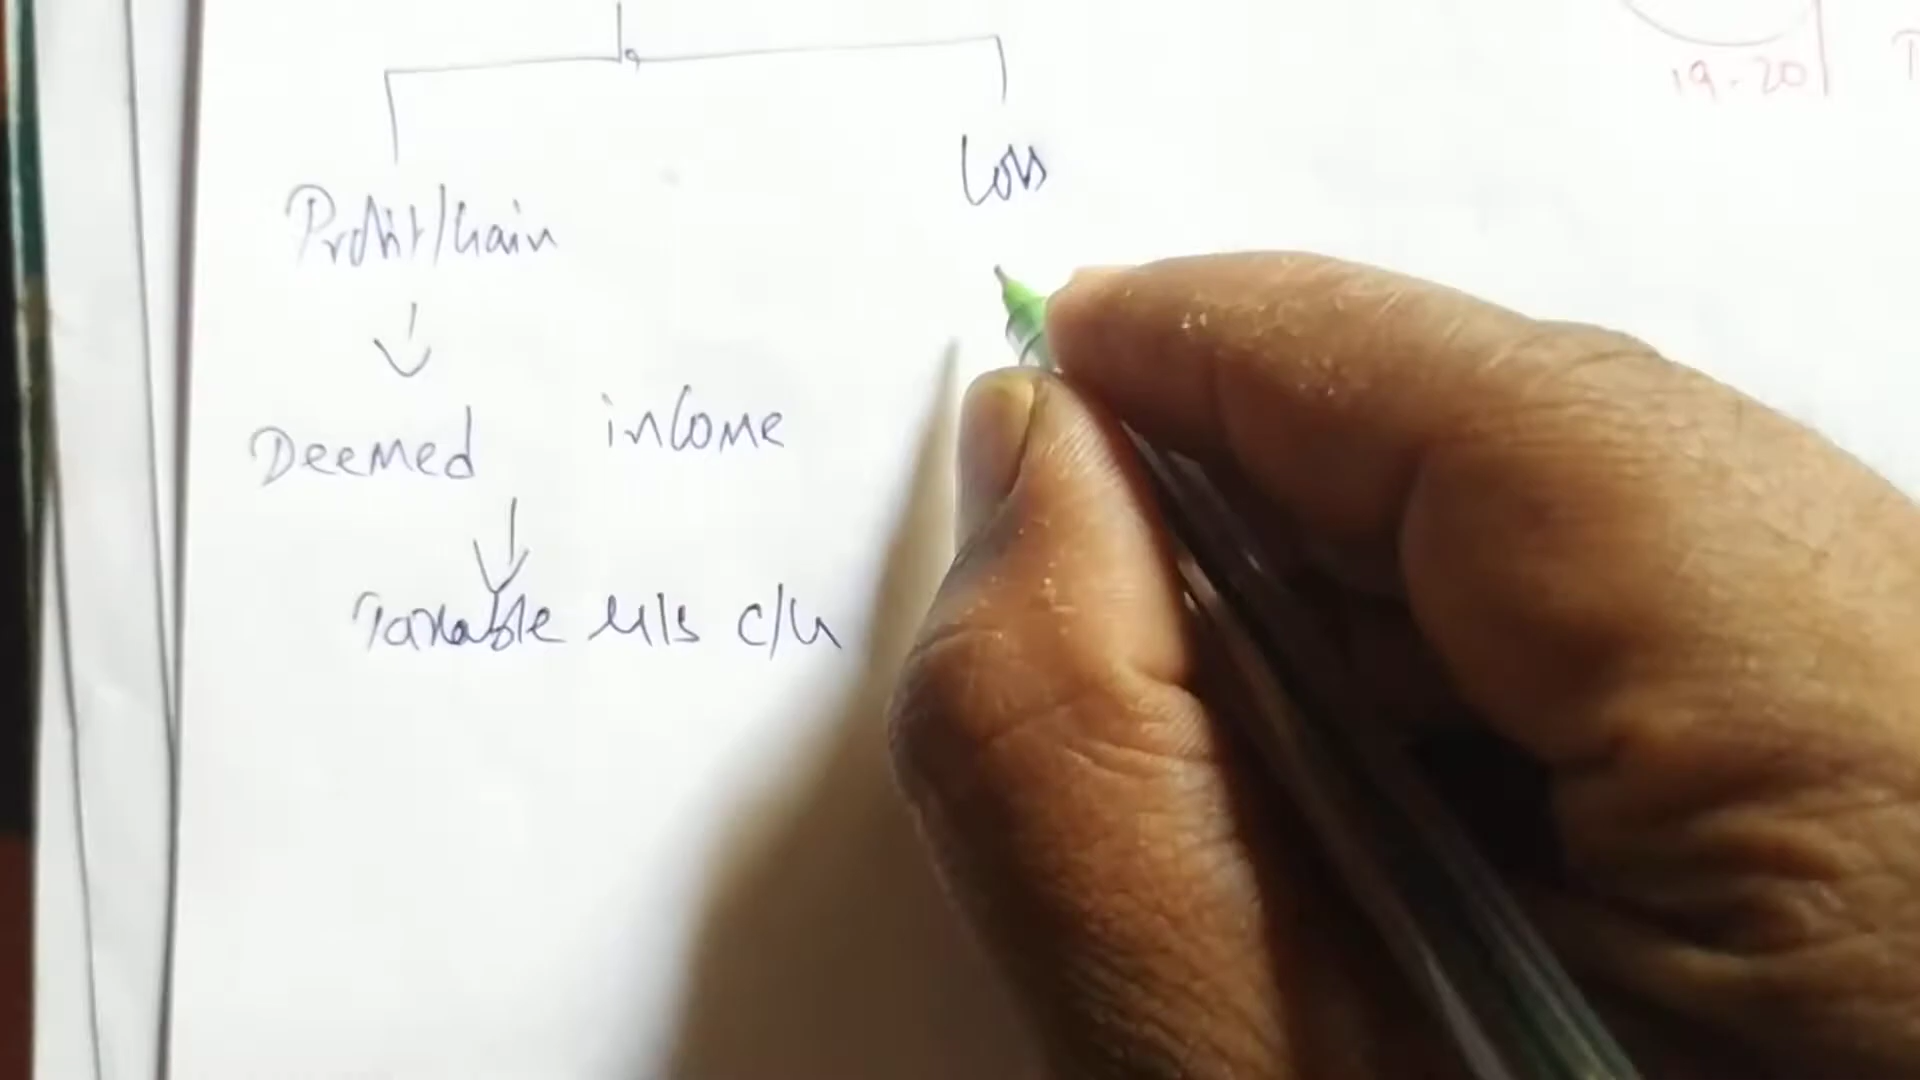 19-20
Loss
Profit/Gain
Deemed income
Taxable u/s c/G